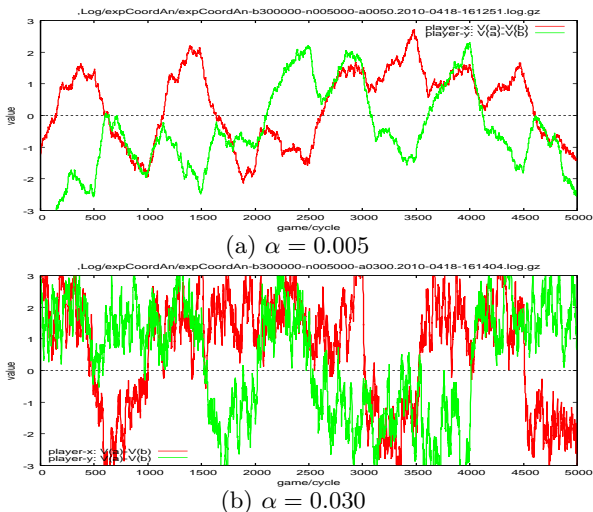 ,Log/expCoordAn/expCoordAn-b300000-n005000-a0050.2010-0418-161251.log.gz
3
2
1
0
-1
-2
-3
value
player-x: V(a)-V(b)
player-y: V(a)-V(b)
0 500 1000 1500 2000 2500 3000 3500 4000 4500 5000
game/cycle
(a) α = 0.005
,Log/expCoordAn/expCoordAn-b300000-n005000-a0300.2010-0418-161404.log.gz
3
2
1
0
-1
-2
-3
value
player-x: V(a)-V(b)
player-y: V(a)-V(b)
0 500 1000 1500 2000 2500 3000 3500 4000 4500 5000
game/cycle
(b) α = 0.030